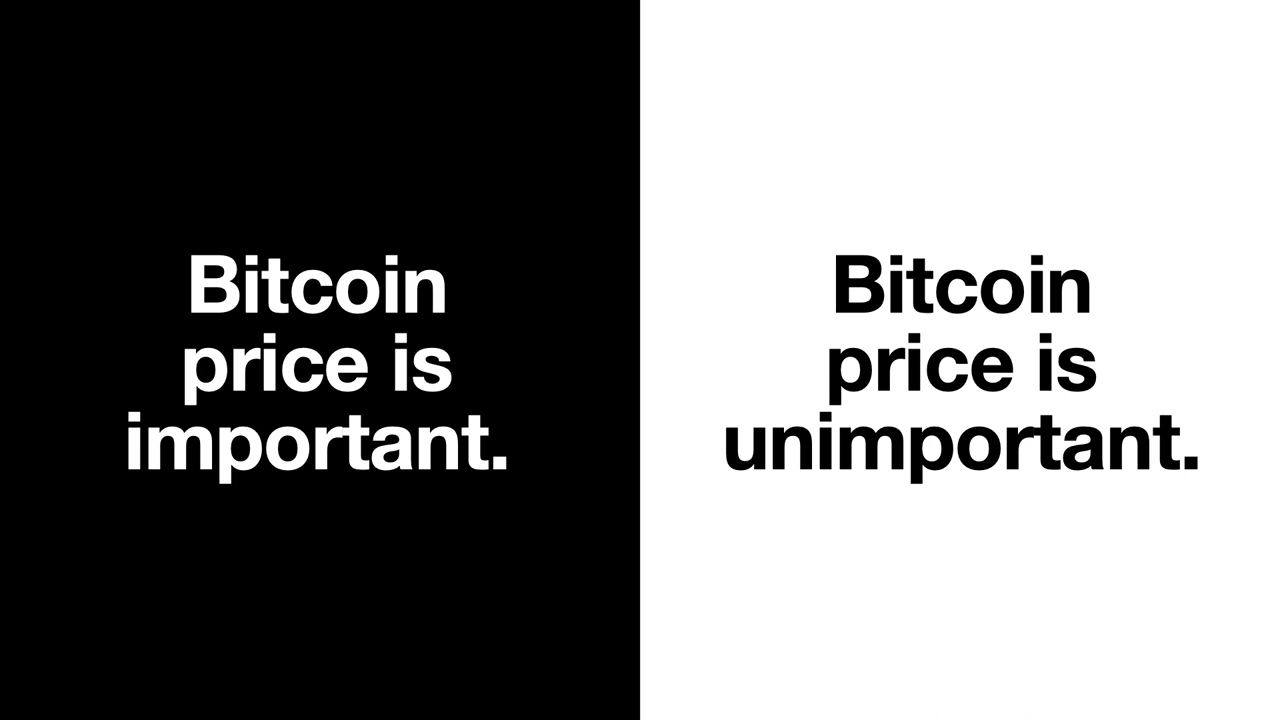 Bitcoin
price is
important.
Bitcoin
price is
unimportant.